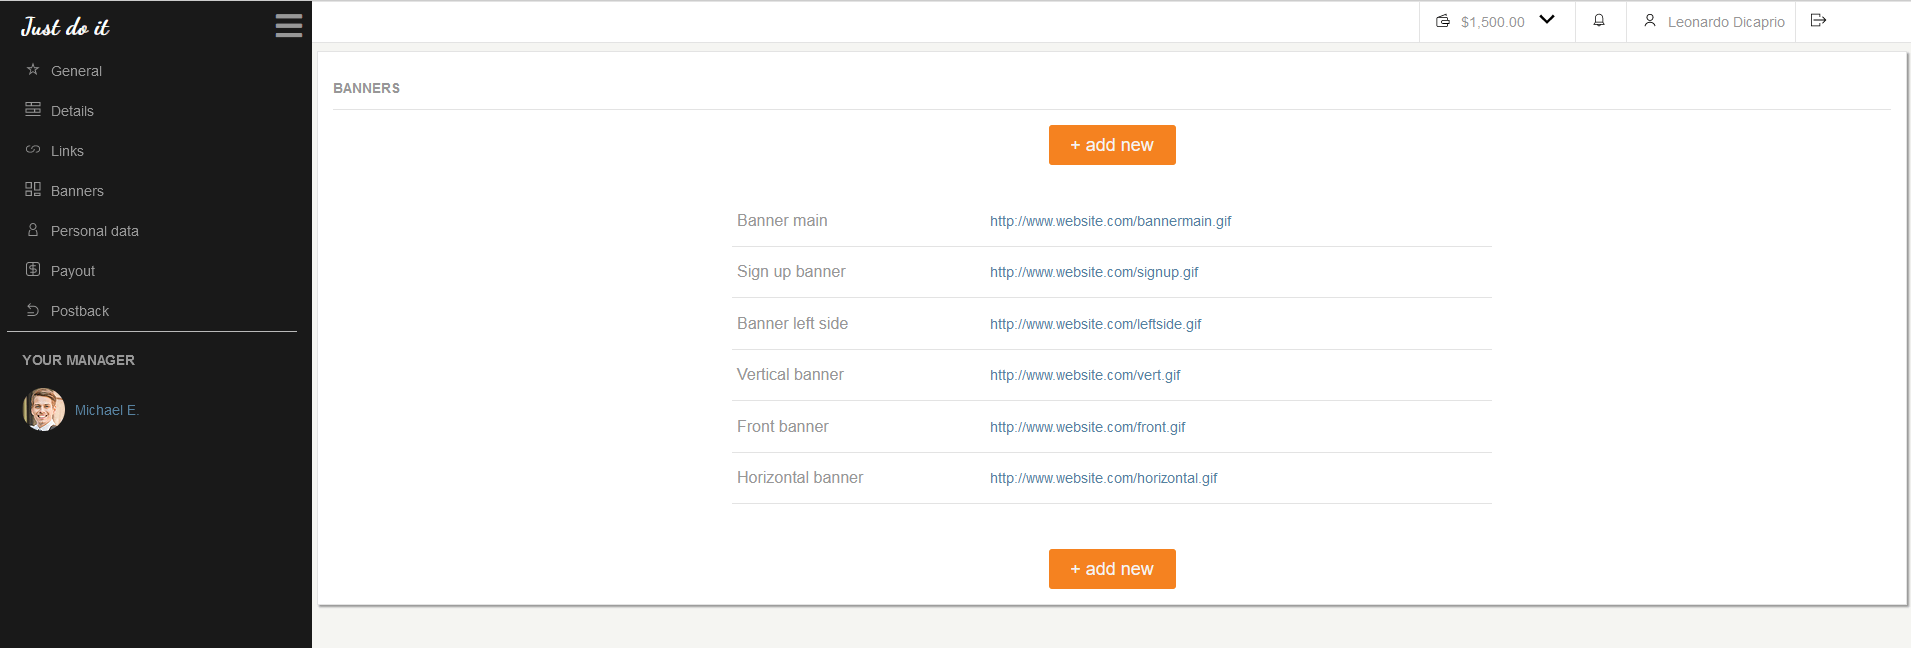 Just do it
$1,500.00
Leonardo Dicaprio
General
Details
Links
Banners
Personal data
Payout
Postback
YOUR MANAGER
Michael E.
BANNERS
+ add new
Banner main http://www.website.com/bannermain.gif
Sign up banner http://www.website.com/signup.gif
Banner left side http://www.website.com/leftside.gif
Vertical banner http://www.website.com/vert.gif
Front banner http://www.website.com/front.gif
Horizontal banner http://www.website.com/horizontal.gif
+ add new